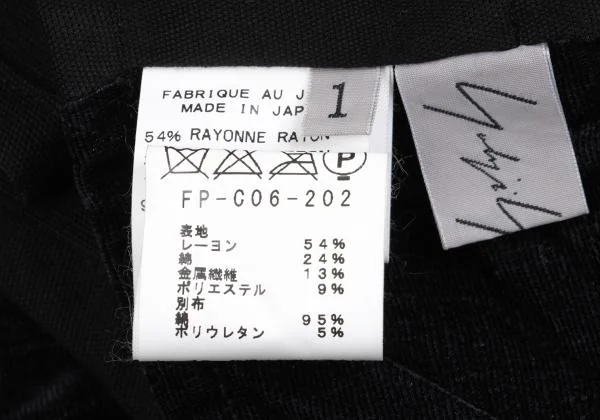 FABRIQUE AU J
MADE IN JAP
1
54% RAYONNE RAYON
P
FP-C06-202
表地
レーヨン 54%
綿 24%
金属繊維 13%
ポリエステル 9%
別布
綿 95%
ポリウレタン 5%